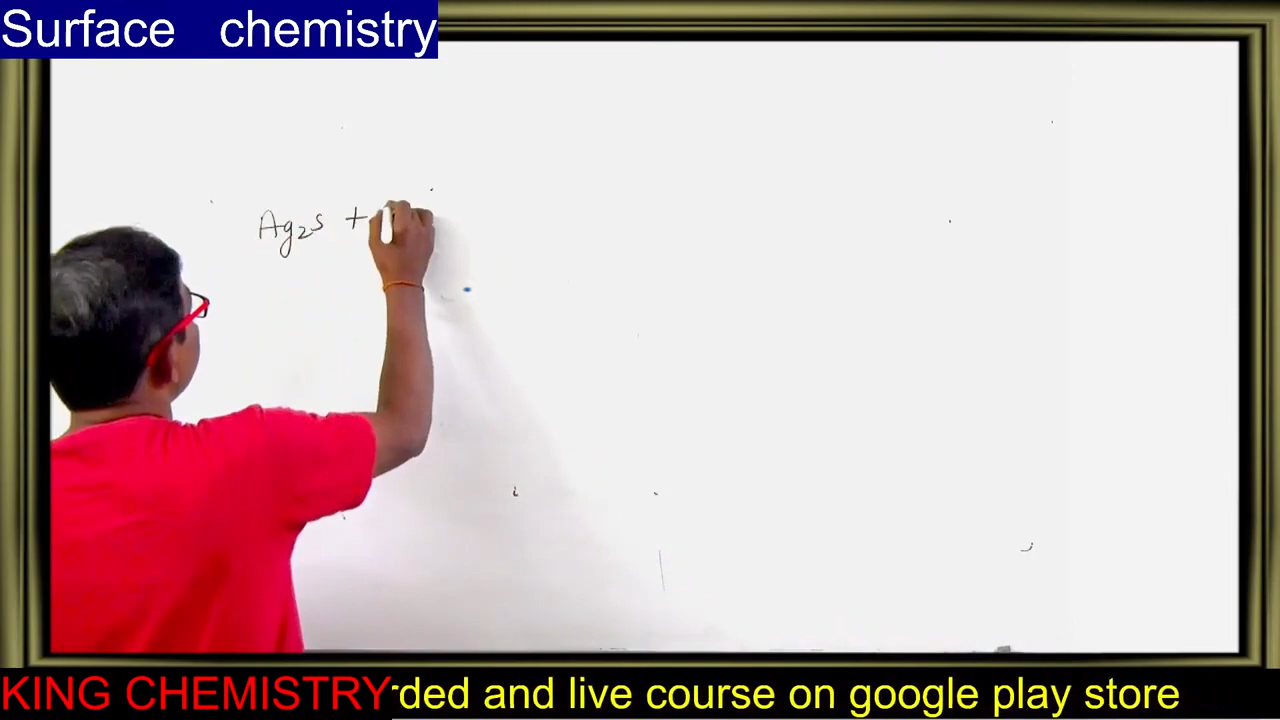 Surface chemistry
Ag2S +
KING CHEMISTRY ded and live course on google play store